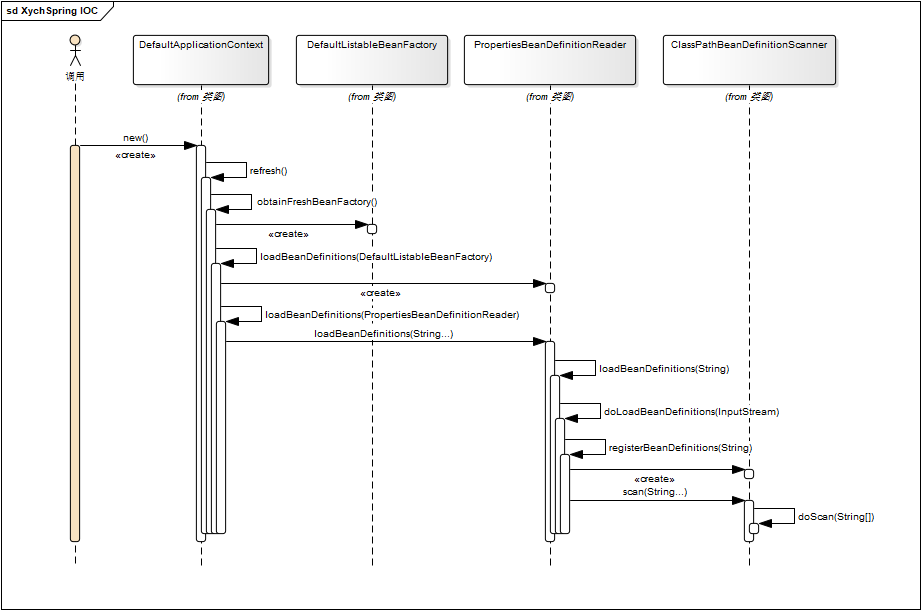 sd XychSpring IOC
调用
DefaultApplicationContext
DefaultListableBeanFactory
PropertiesBeanDefinitionReader
ClassPathBeanDefinitionScanner
(from 类图)
(from 类图)
(from 类图)
(from 类图)
new()
«create»
refresh()
obtainFreshBeanFactory()
«create»
loadBeanDefinitions(DefaultListableBeanFactory)
«create»
loadBeanDefinitions(PropertiesBeanDefinitionReader)
loadBeanDefinitions(String...)
loadBeanDefinitions(String)
doLoadBeanDefinitions(InputStream)
registerBeanDefinitions(String)
«create»
scan(String...)
doScan(String[])